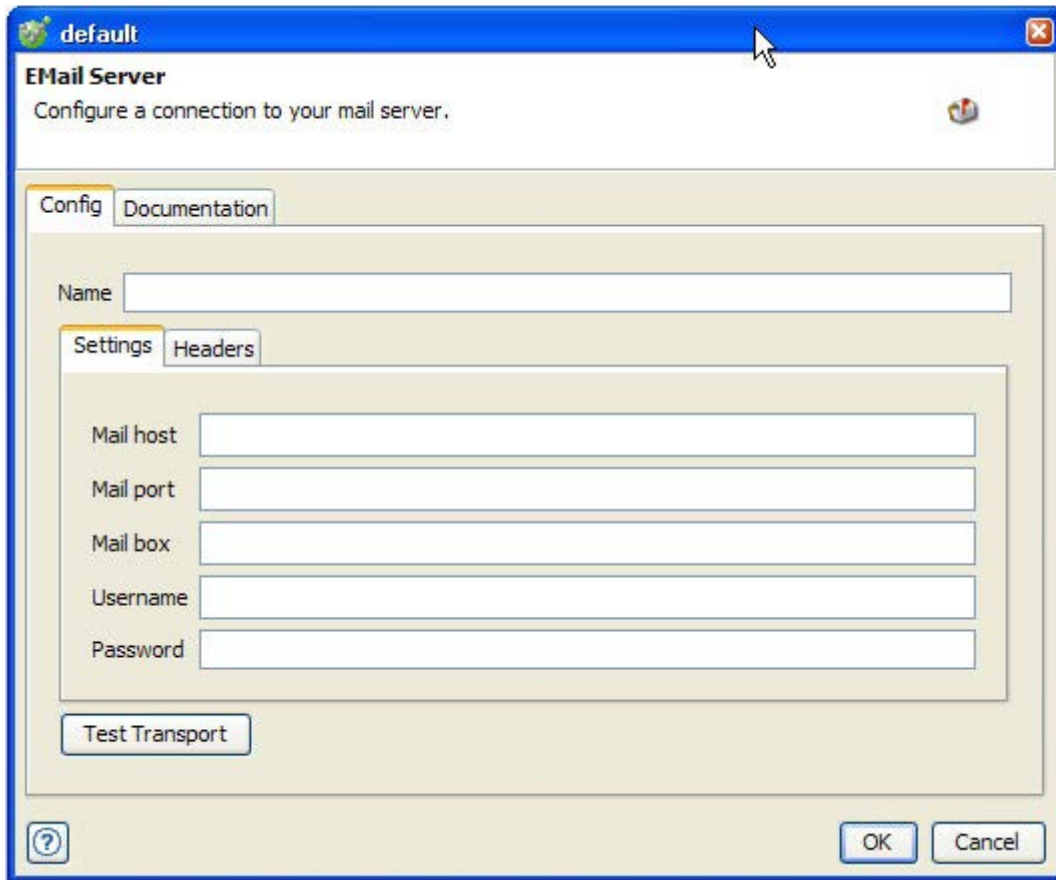 default
EMail Server
Configure a connection to your mail server.
Config Documentation
Name
Settings Headers
Mail host
Mail port
Mail box
Username
Password
Test Transport
? OK Cancel